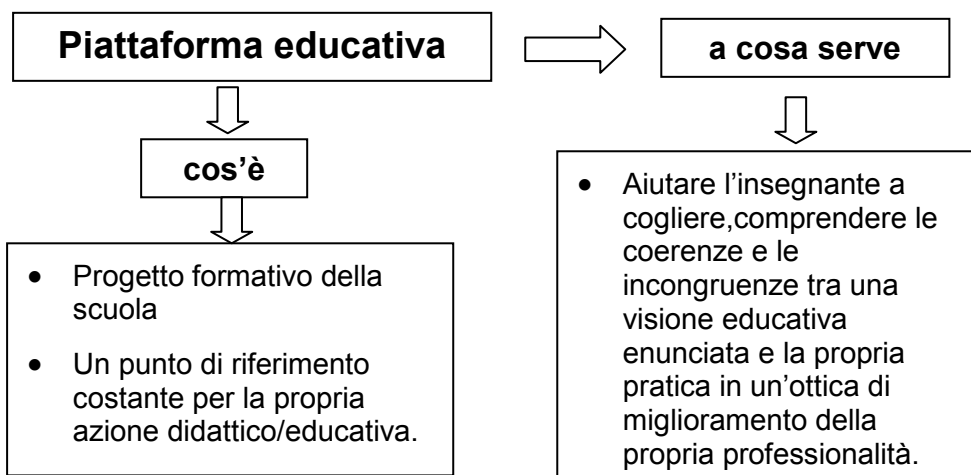 Piattaforma educativa
a cosa serve
cos’è
• Progetto formativo della
scuola
• Un punto di riferimento
costante per la propria
azione didattico/educativa.
• Aiutare l’insegnante a
cogliere,comprendere le
coerenze e le
incongruenze tra una
visione educativa
enunciata e la propria
pratica in un’ottica di
miglioramento della
propria professionalità.